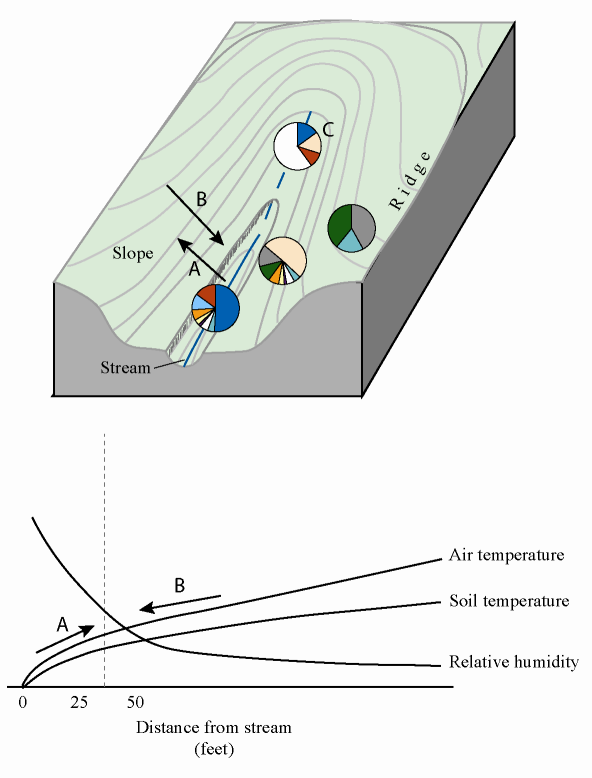 C
Ridge
B
Slope
A
Stream
Air temperature
B
Soil temperature
A
Relative humidity
0 25 50
Distance from stream
(feet)